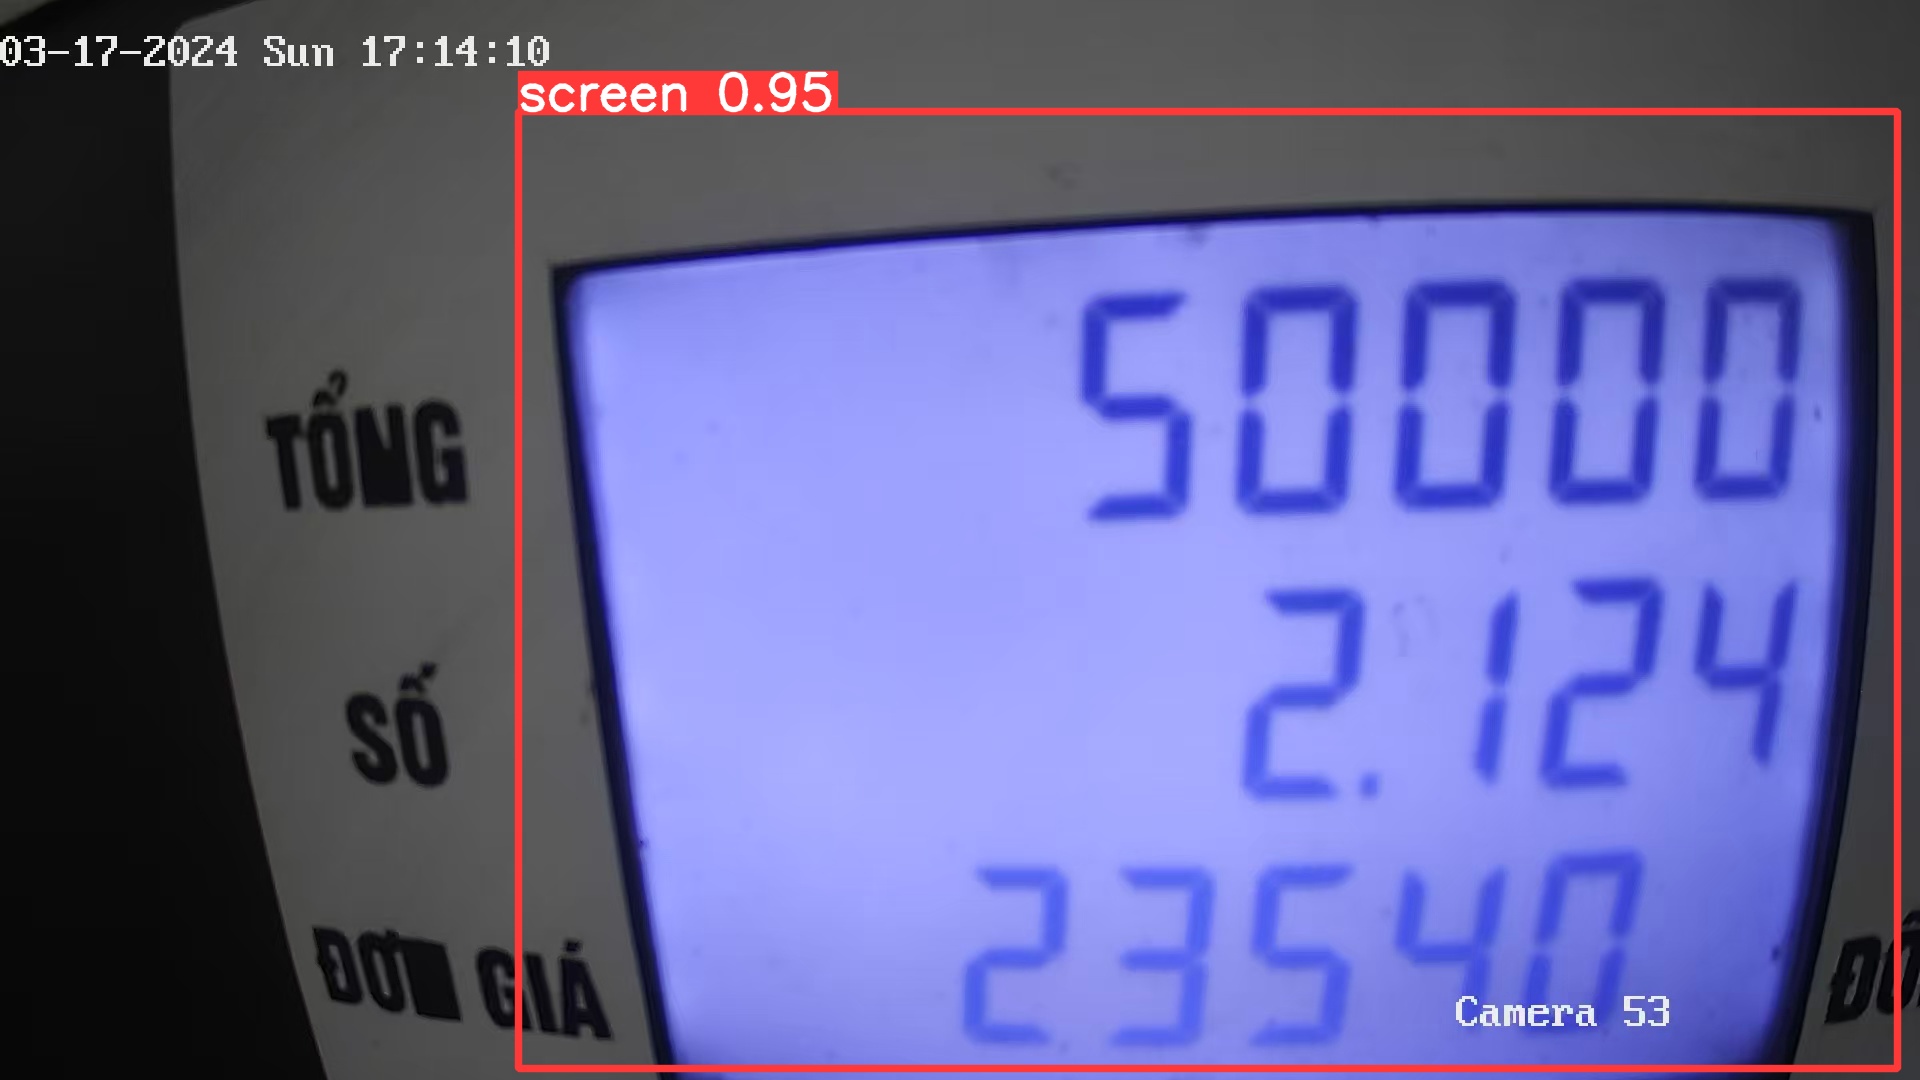 03-17-2024 Sun 17:14:10
screen 0.95
TỔNG 50000
SỐ 2.124
ĐƠN GIÁ 23540
Camera 53